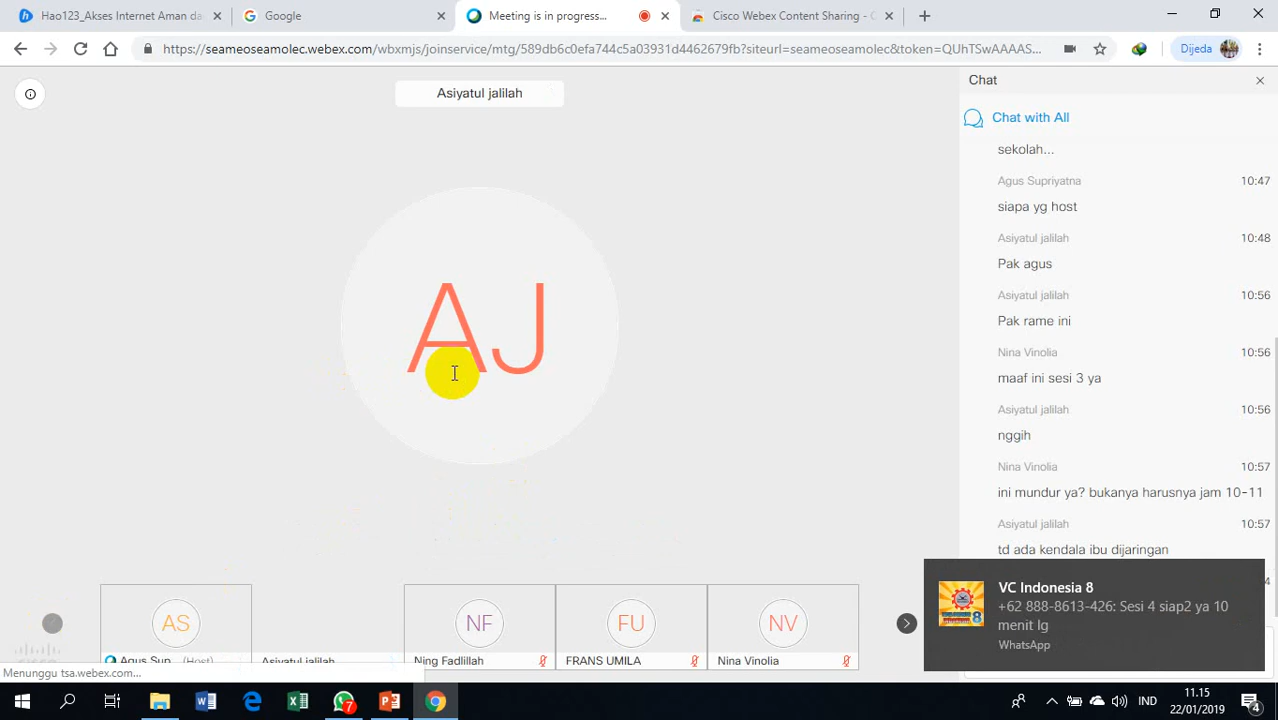 Hao123_Akses Internet Aman da
Google
Meeting is in progress...
Cisco Webex Content Sharing - C
https://seameoseamolec.webex.com/wbxmjs/joinservice/mtg/589db6c0efa744c5a03931d4462679fb?siteurl=seameoseamolec&token=QUhTSwAAAAS...
Dijeda
Asiyatul jalilah
AJ
Chat
Chat with All
sekolah...
Agus Supriyatna 10:47
siapa yg host
Asiyatul jalilah 10:48
Pak agus
Asiyatul jalilah 10:56
Pak rame ini
Nina Vinolia 10:56
maaf ini sesi 3 ya
Asiyatul jalilah 10:56
nggih
Nina Vinolia 10:57
ini mundur ya? bukanya harusnya jam 10-11
Asiyatul jalilah 10:57
td ada kendala ibu dijaringan
VC Indonesia 8
+62 888-8613-426: Sesi 4 siap2 ya 10
menit lg
WhatsApp
AS
NF
FU
NV
Agus Sup... (Host)
Asiyatul jalilah
Ning Fadlillah
FRANS UMILA
Nina Vinolia
Menunggu tsa.webex.com...
7
IND
11.15
22/01/2019
4